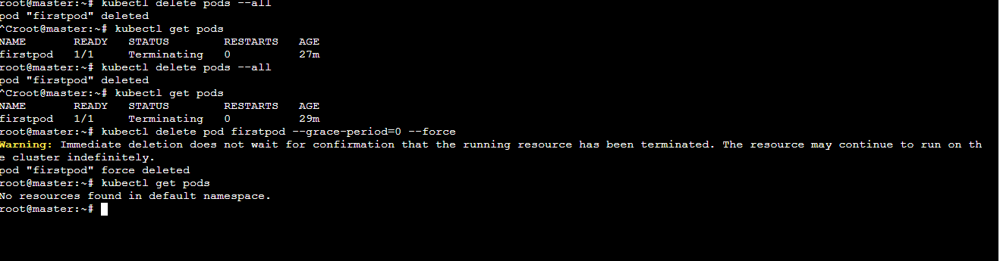 root@master:~# kubectl delete pods --all
pod "firstpod" deleted
^Croot@master:~# kubectl get pods
NAME       READY   STATUS        RESTARTS   AGE
firstpod   1/1     Terminating   0          27m
root@master:~# kubectl delete pods --all
pod "firstpod" deleted
^Croot@master:~# kubectl get pods
NAME       READY   STATUS        RESTARTS   AGE
firstpod   1/1     Terminating   0          29m
root@master:~# kubectl delete pod firstpod --grace-period=0 --force
Warning: Immediate deletion does not wait for confirmation that the running resource has been terminated. The resource may continue to run on th
e cluster indefinitely.
pod "firstpod" force deleted
root@master:~# kubectl get pods
No resources found in default namespace.
root@master:~#